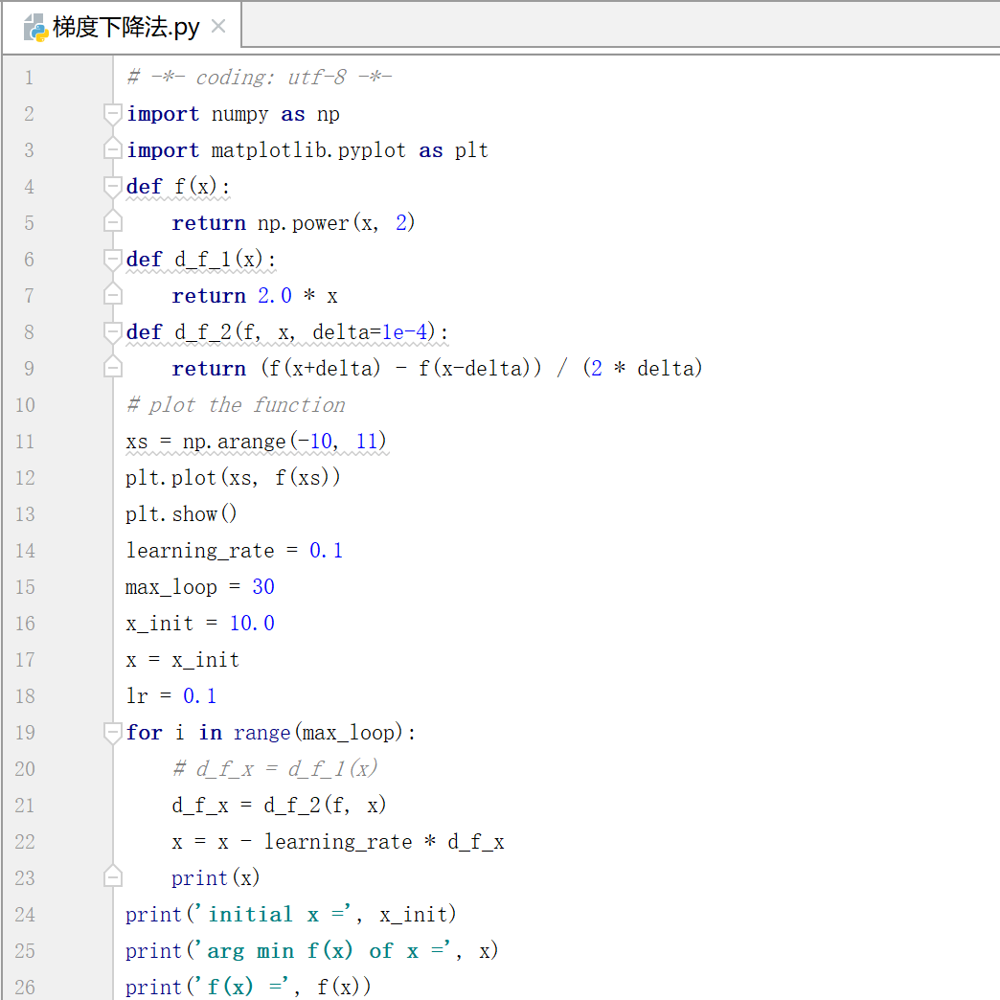 梯度下降法.py
1 # -*- coding: utf-8 -*-
2 import numpy as np
3 import matplotlib.pyplot as plt
4 def f(x):
5     return np.power(x, 2)
6 def d_f_1(x):
7     return 2.0 * x
8 def d_f_2(f, x, delta=1e-4):
9     return (f(x+delta) - f(x-delta)) / (2 * delta)
10 # plot the function
11 xs = np.arange(-10, 11)
12 plt.plot(xs, f(xs))
13 plt.show()
14 learning_rate = 0.1
15 max_loop = 30
16 x_init = 10.0
17 x = x_init
18 lr = 0.1
19 for i in range(max_loop):
20     # d_f_x = d_f_1(x)
21     d_f_x = d_f_2(f, x)
22     x = x - learning_rate * d_f_x
23     print(x)
24 print('initial x =', x_init)
25 print('arg min f(x) of x =', x)
26 print('f(x) =', f(x))